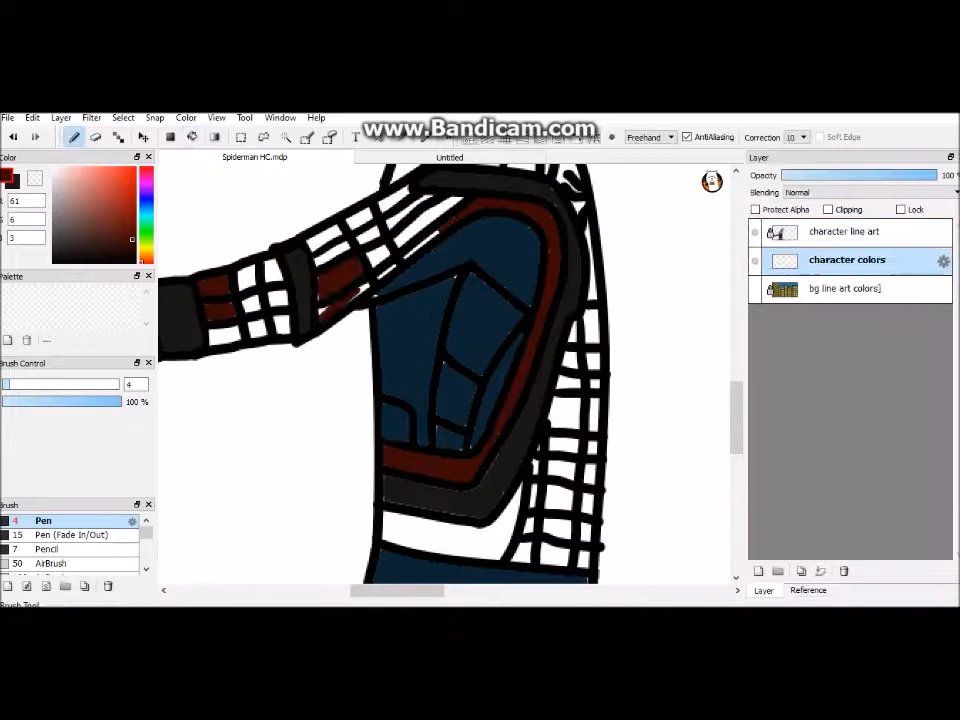 www.Bandicam.com
File Edit Layer Filter Select Snap Color View Tool Window Help
T Freehand AntiAliasing Correction 10 Soft Edge
Color Spiderman HC.mdp Untitled Layer
Opacity 100
Blending Normal
R 61
G 6
B 3
Protect Alpha Clipping Lock
character line art
character colors
bg line art colors]
Palette
---
Brush Control
4
100 %
Brush
4 Pen
15 Pen (Fade In/Out)
7 Pencil
50 AirBrush
Brush Tool
Layer Reference